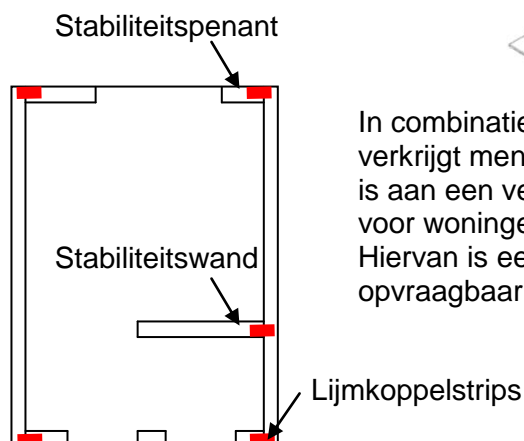 Stabiliteitspenant
In combinatie
verkrijgt men
is aan een ve
voor woninge
Hiervan is ee
opvraagbaar
Stabiliteitswand
Lijmkoppelstrips